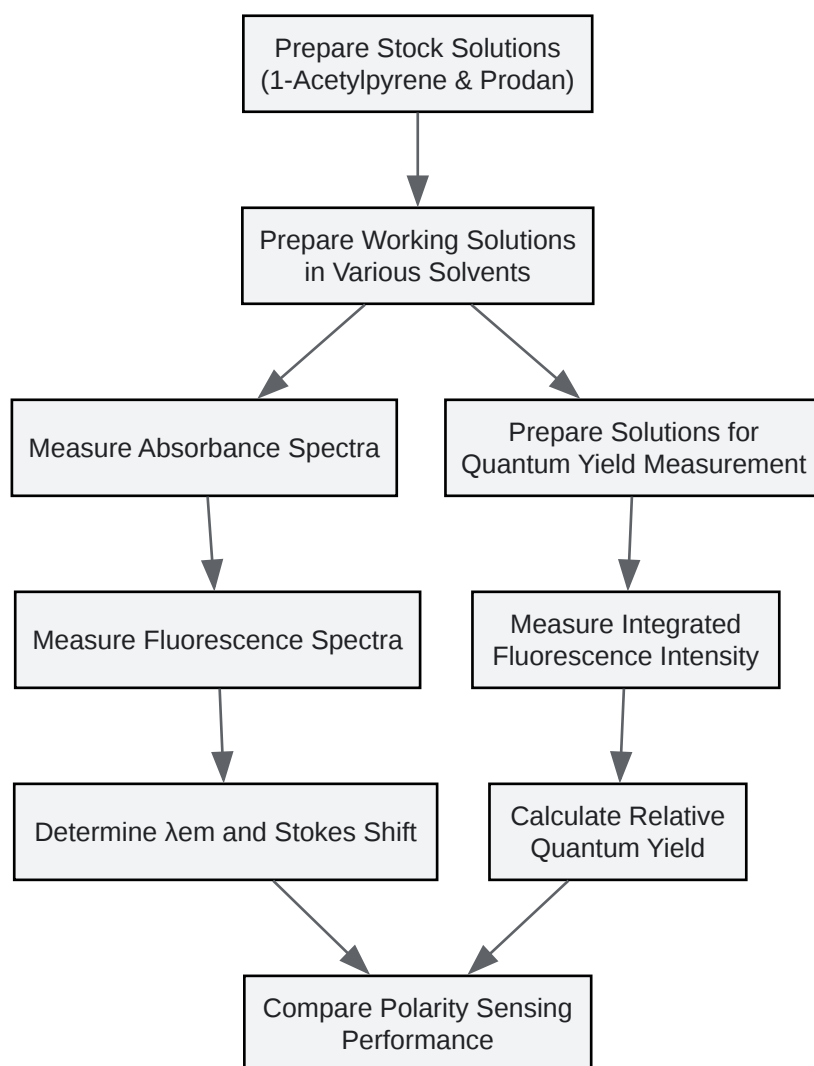 Prepare Stock Solutions
(1-Acetylpyrene & Prodan)
Prepare Working Solutions
in Various Solvents
Measure Absorbance Spectra
Prepare Solutions for
Quantum Yield Measurement
Measure Fluorescence Spectra
Measure Integrated
Fluorescence Intensity
Determine λem and Stokes Shift
Calculate Relative
Quantum Yield
Compare Polarity Sensing
Performance